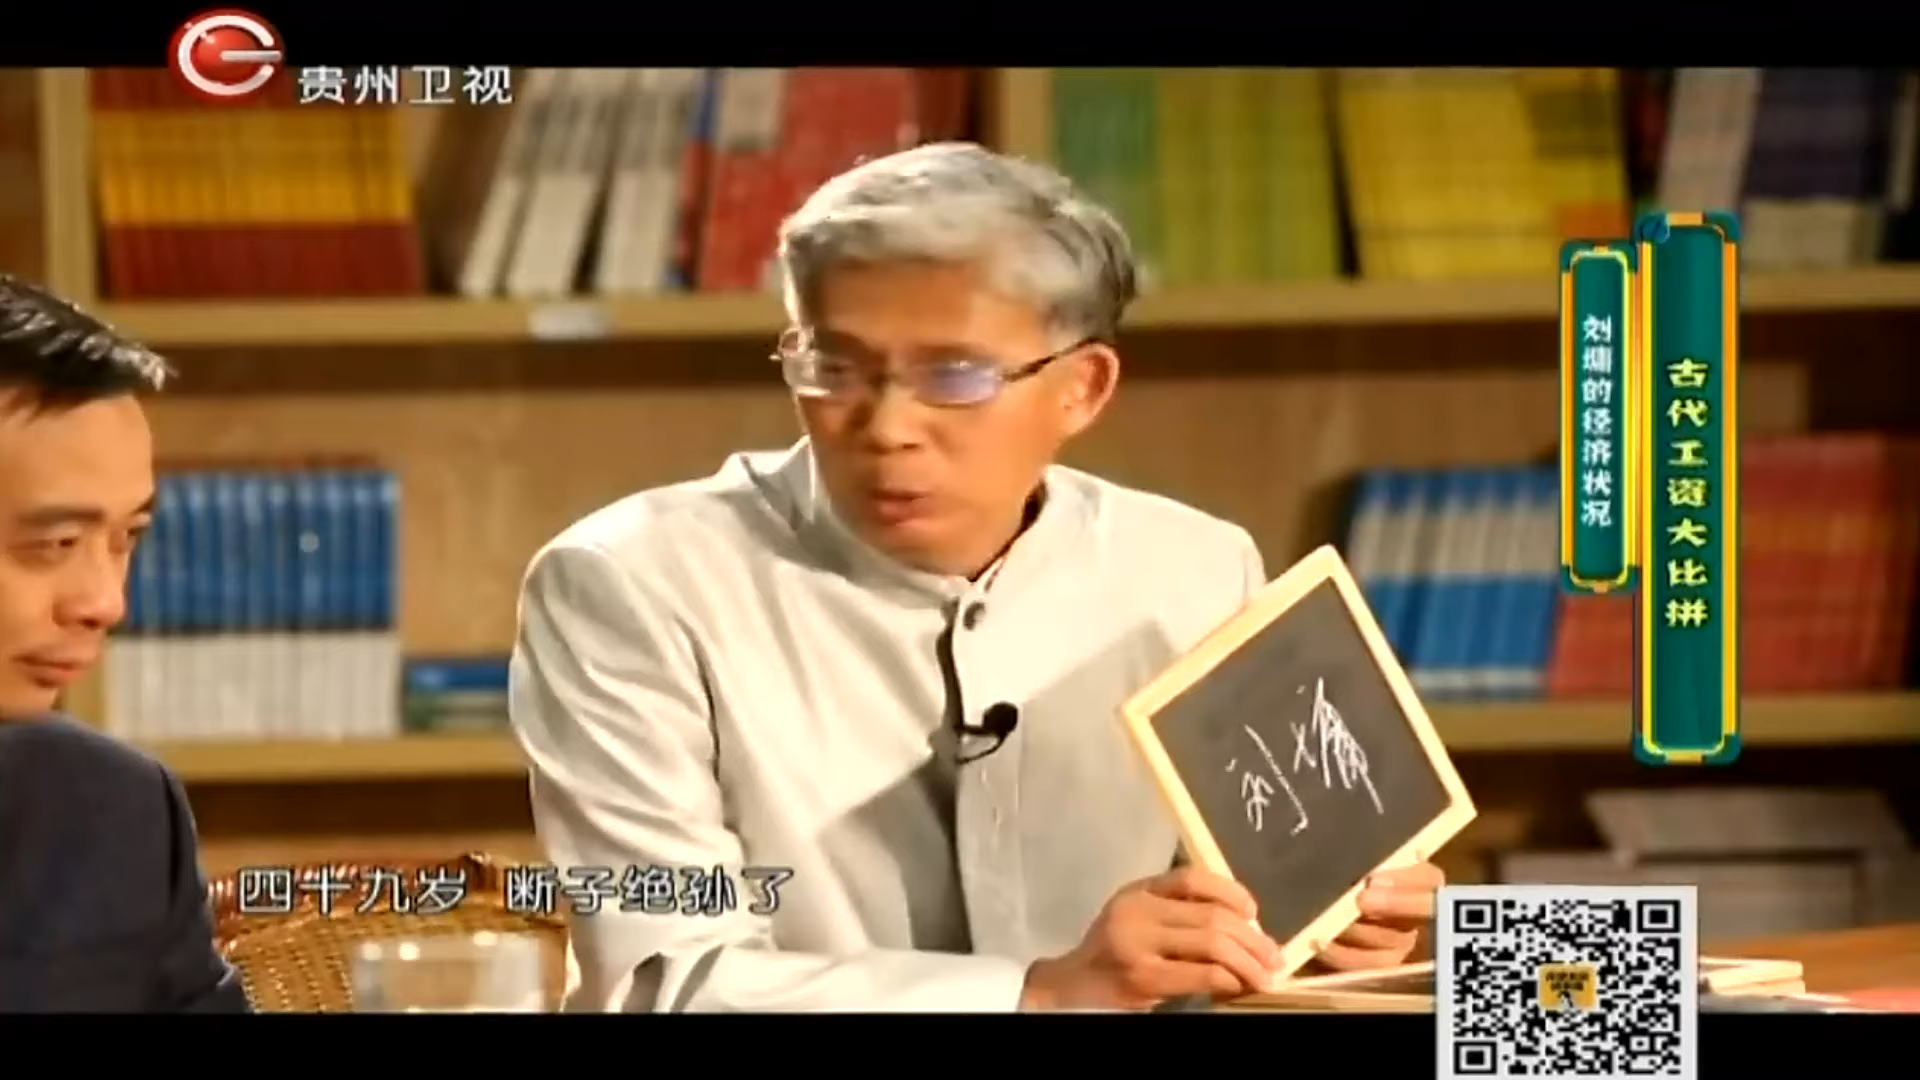 贵州卫视
古代工资大比拼
刘墉的经济状况
刘墉
四十九岁 断子绝孙了